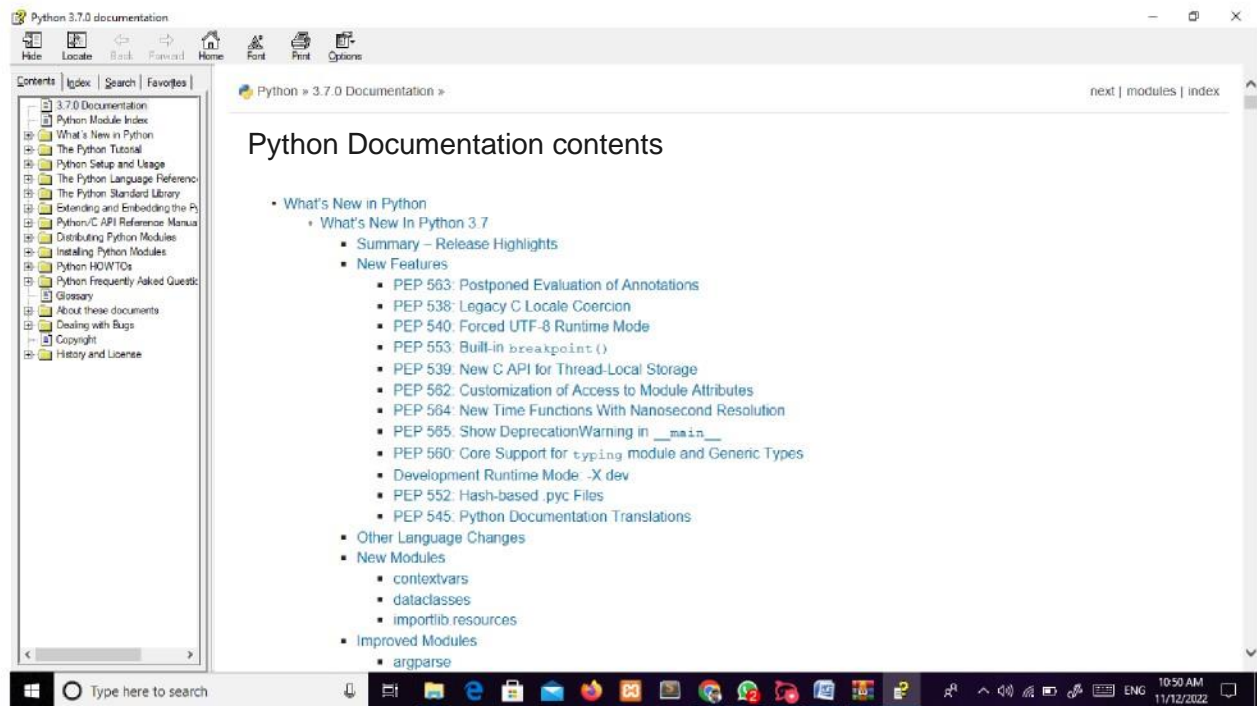 Python 3.7.0 documentation
Hide Locate Back Forward Home Font Print Options
Contents Index Search Favorites
3.7.0 Documentation
Python Module Index
What's New in Python
The Python Tutorial
Python Setup and Usage
The Python Language Referenc
The Python Standard Library
Extending and Embedding the Py
Python/C API Reference Manua
Distributing Python Modules
Installing Python Modules
Python HOWTOs
Python Frequently Asked Questic
Glossary
About these documents
Dealing with Bugs
Copyright
History and License
Python » 3.7.0 Documentation »
next | modules | index
Python Documentation contents
What's New in Python
What's New In Python 3.7
Summary – Release Highlights
New Features
PEP 563: Postponed Evaluation of Annotations
PEP 538: Legacy C Locale Coercion
PEP 540: Forced UTF-8 Runtime Mode
PEP 553: Built-in breakpoint()
PEP 539: New C API for Thread-Local Storage
PEP 562: Customization of Access to Module Attributes
PEP 564: New Time Functions With Nanosecond Resolution
PEP 565: Show DeprecationWarning in __main__
PEP 560: Core Support for typing module and Generic Types
Development Runtime Mode: -X dev
PEP 552: Hash-based .pyc Files
PEP 545: Python Documentation Translations
Other Language Changes
New Modules
contextvars
dataclasses
importlib.resources
Improved Modules
argparse
Type here to search
ENG
10:50 AM
11/12/2022